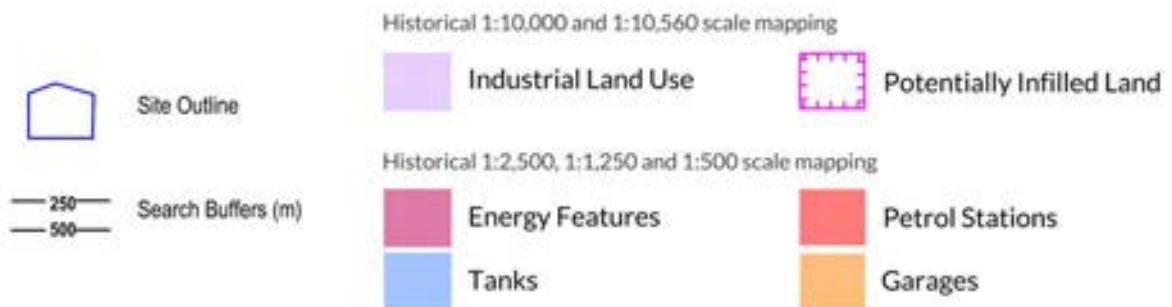 Historical 1:10,000 and 1:10,560 scale mapping
Industrial Land Use
Potentially Infilled Land
Site Outline
Historical 1:2,500, 1:1,250 and 1:500 scale mapping
250
500
Search Buffers (m)
Energy Features
Petrol Stations
Tanks
Garages